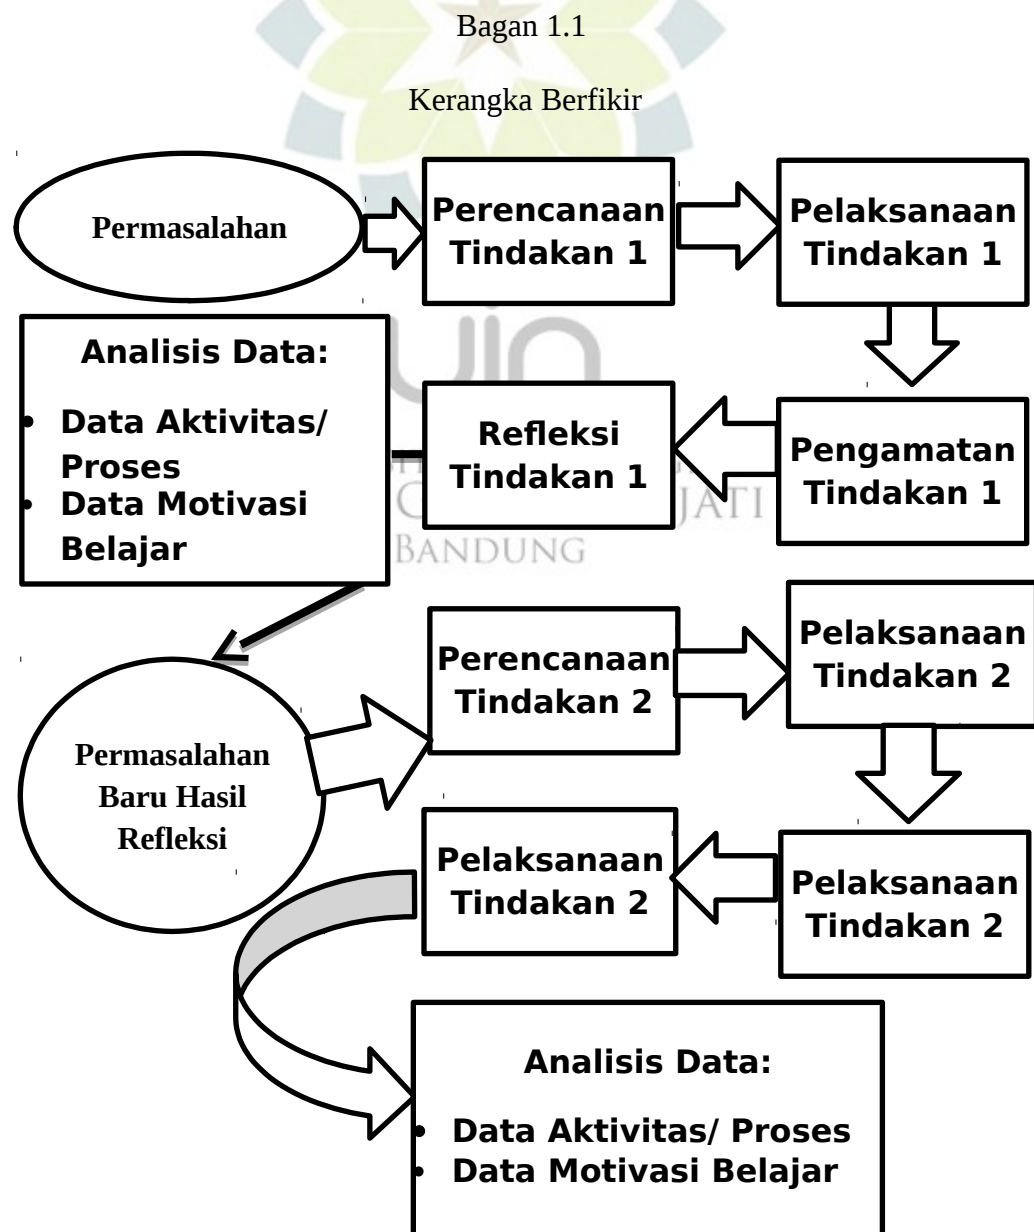 Bagan 1.1
Kerangka Berfikir
Permasalahan
Perencanaan
Tindakan 1
Pelaksanaan
Tindakan 1
Analisis Data:
• Data Aktivitas/
Proses
• Data Motivasi
Belajar
Refleksi
Tindakan 1
Pengamatan
Tindakan 1
uin
JATI
BANDUNG
Permasalahan
Baru Hasil
Refleksi
Perencanaan
Tindakan 2
Pelaksanaan
Tindakan 2
Pelaksanaan
Tindakan 2
Pelaksanaan
Tindakan 2
Analisis Data:
• Data Aktivitas/ Proses
• Data Motivasi Belajar